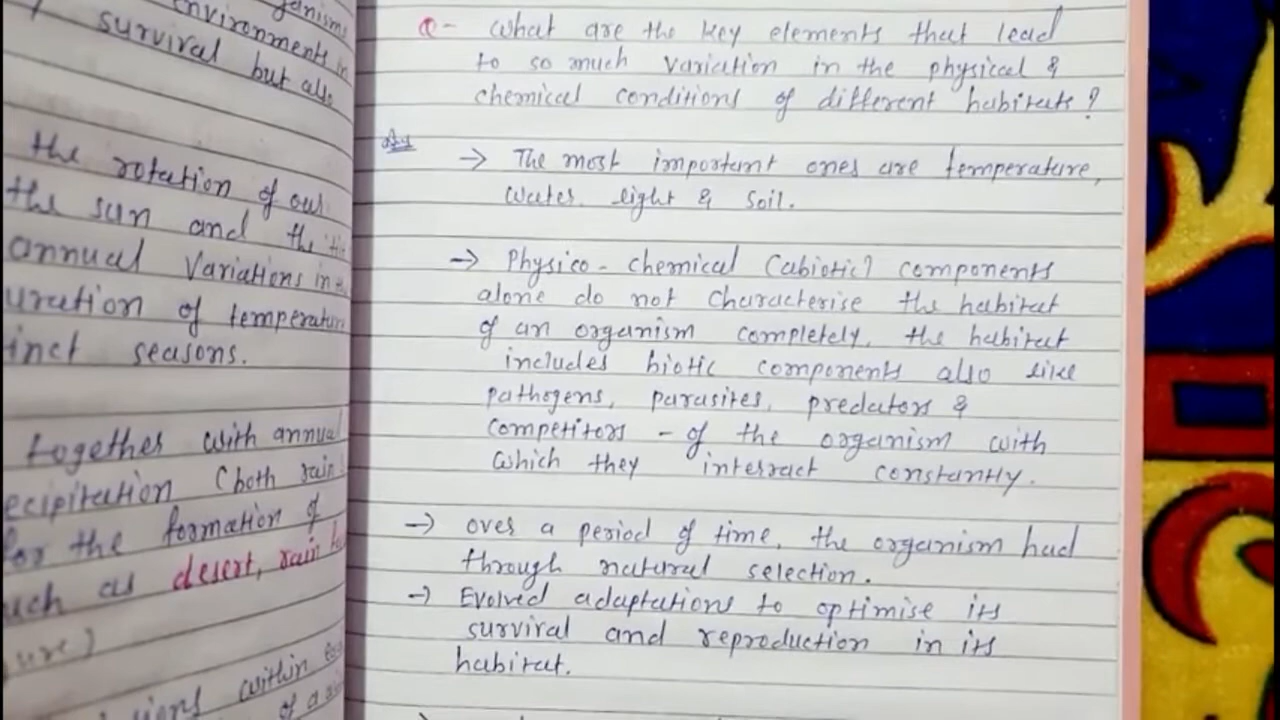 survival but also
the rotation of our
the sun and the
annual Variations in
of temperature
seasons.
together with annual
(both rain
for the formation of
as desert, rain
within
of a
Q- What are the key elements that lead
to so much variation in the physical &
chemical conditions of different habitats?
Ans
→ The most important ones are temperature,
water, light & soil.
→ Physico-chemical (abiotic) components
alone do not characterise the habitat
of an organism completely, the habitat
includes biotic components also like
pathogens, parasites, predators &
competitors - of the organism with
which they interact constantly.
→ over a period of time, the organism had
through natural selection.
→ Evolved adaptations to optimise its
survival and reproduction in its
habitat.